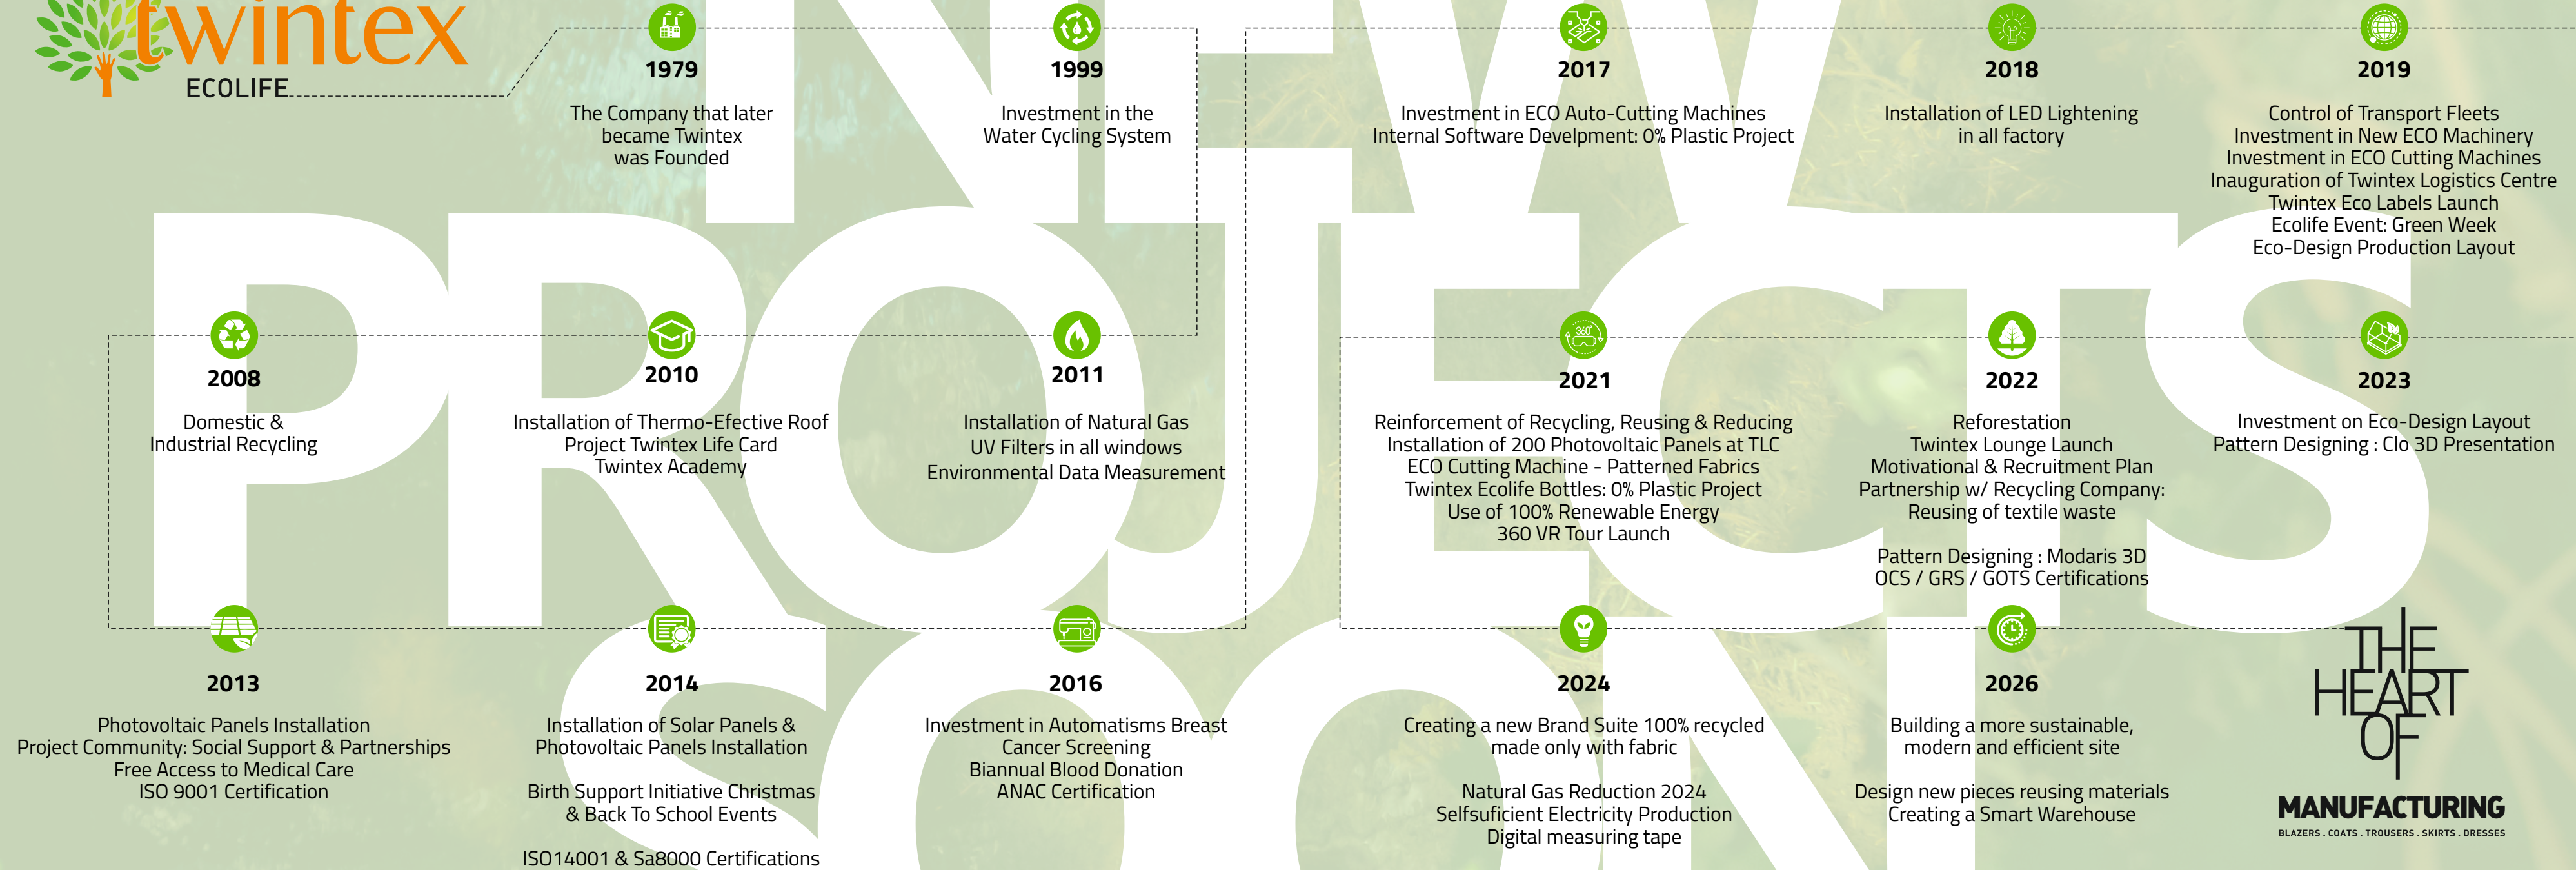 twintex
ECOLIFE
NEW
PROJECTS
SOON
1979
The Company that later
became Twintex
was Founded
1999
Investment in the
Water Cycling System
2017
Investment in ECO Auto-Cutting Machines
Internal Software Develpment: 0% Plastic Project
2018
Installation of LED Lightening
in all factory
2019
Control of Transport Fleets
Investment in New ECO Machinery
Investment in ECO Cutting Machines
Inauguration of Twintex Logistics Centre
Twintex Eco Labels Launch
Ecolife Event: Green Week
Eco-Design Production Layout
2008
Domestic &
Industrial Recycling
2010
Installation of Thermo-Efective Roof
Project Twintex Life Card
Twintex Academy
2011
Installation of Natural Gas
UV Filters in all windows
Environmental Data Measurement
360°
2021
Reinforcement of Recycling, Reusing & Reducing
Installation of 200 Photovoltaic Panels at TLC
ECO Cutting Machine - Patterned Fabrics
Twintex Ecolife Bottles: 0% Plastic Project
Use of 100% Renewable Energy
360 VR Tour Launch
2022
Reforestation
Twintex Lounge Launch
Motivational & Recruitment Plan
Partnership w/ Recycling Company:
Reusing of textile waste
Pattern Designing : Modaris 3D
OCS / GRS / GOTS Certifications
2023
Investment on Eco-Design Layout
Pattern Designing : Clo 3D Presentation
2013
Photovoltaic Panels Installation
Project Community: Social Support & Partnerships
Free Access to Medical Care
ISO 9001 Certification
2014
Installation of Solar Panels &
Photovoltaic Panels Installation
Birth Support Initiative Christmas
& Back To School Events
ISO14001 & Sa8000 Certifications
2016
Investment in Automatisms Breast
Cancer Screening
Biannual Blood Donation
ANAC Certification
2024
Creating a new Brand Suite 100% recycled
made only with fabric
Natural Gas Reduction 2024
Selfsuficient Electricity Production
Digital measuring tape
2026
Building a more sustainable,
modern and efficient site
Design new pieces reusing materials
Creating a Smart Warehouse
THE
HEART
OF
MANUFACTURING
BLAZERS . COATS . TROUSERS . SKIRTS . DRESSES